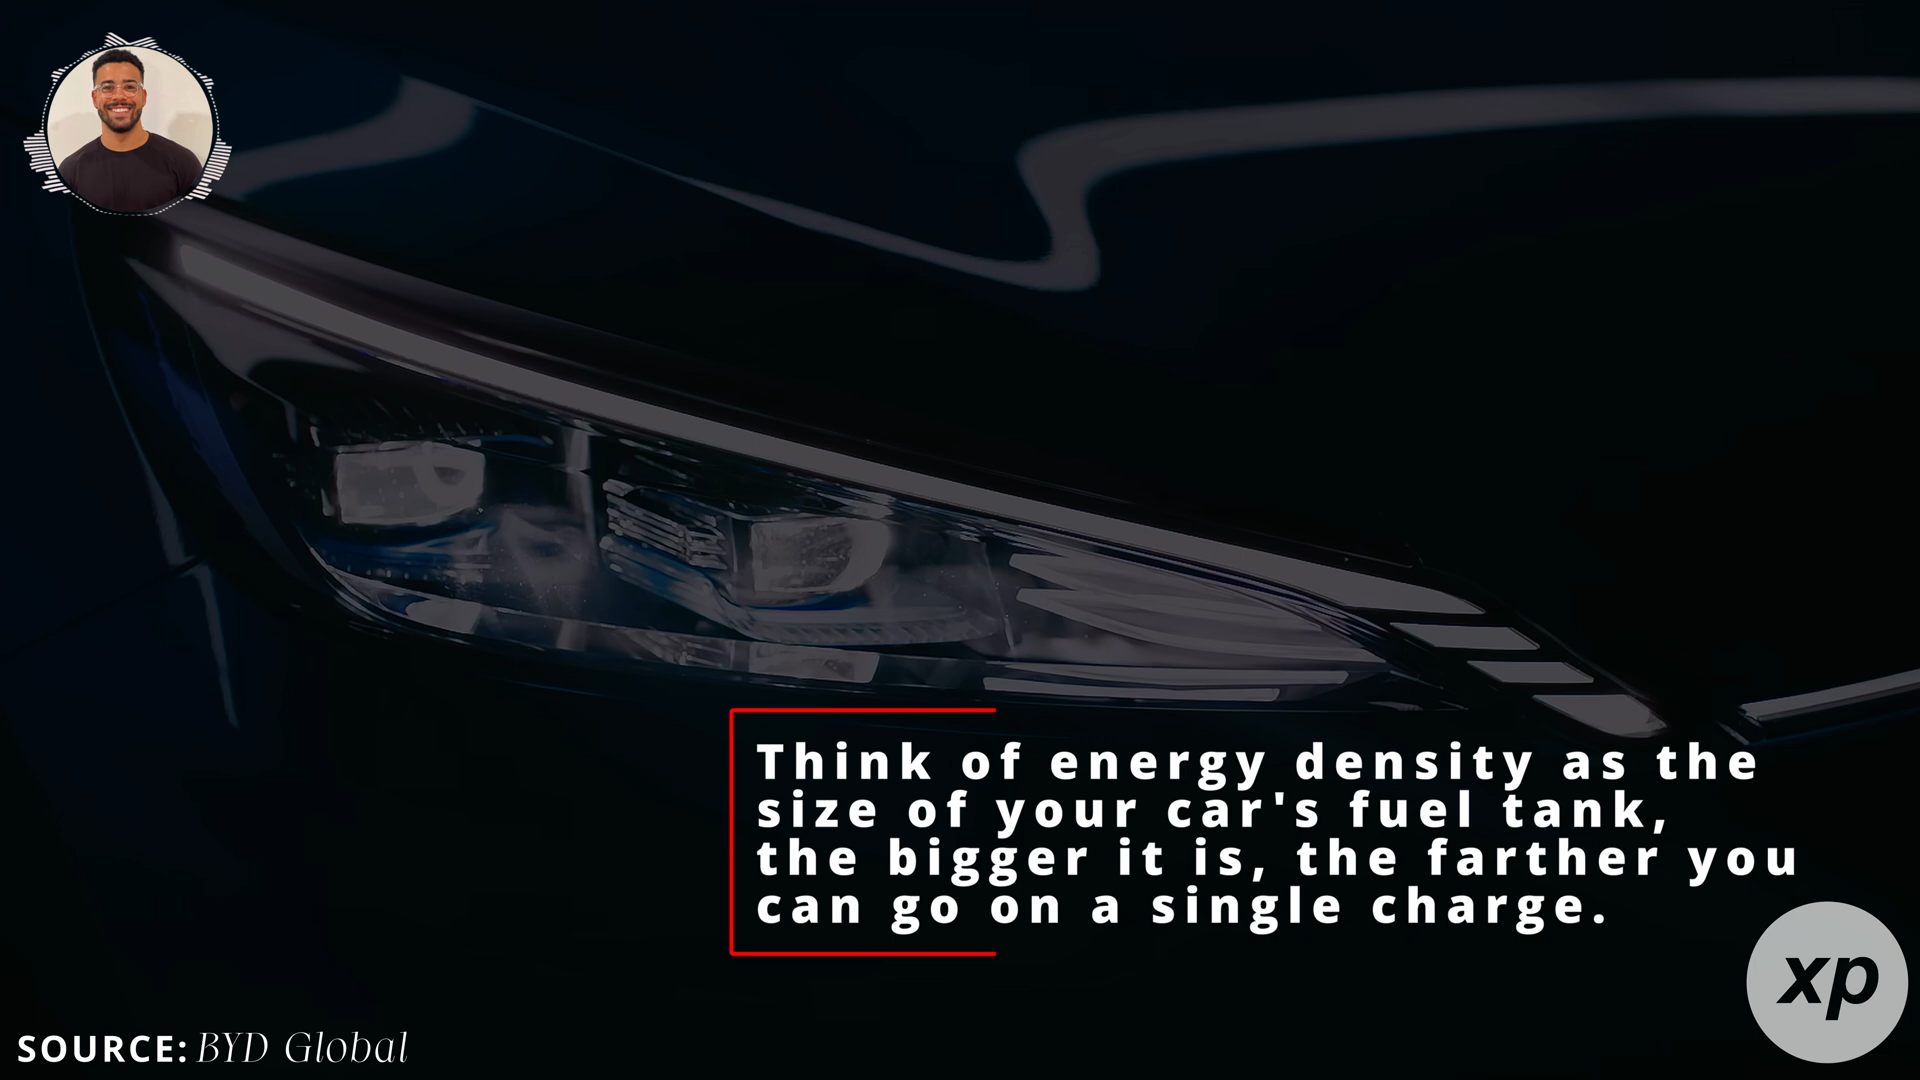 Think of energy density as the
size of your car's fuel tank,
the bigger it is, the farther you
can go on a single charge.
xp
SOURCE: BYD Global